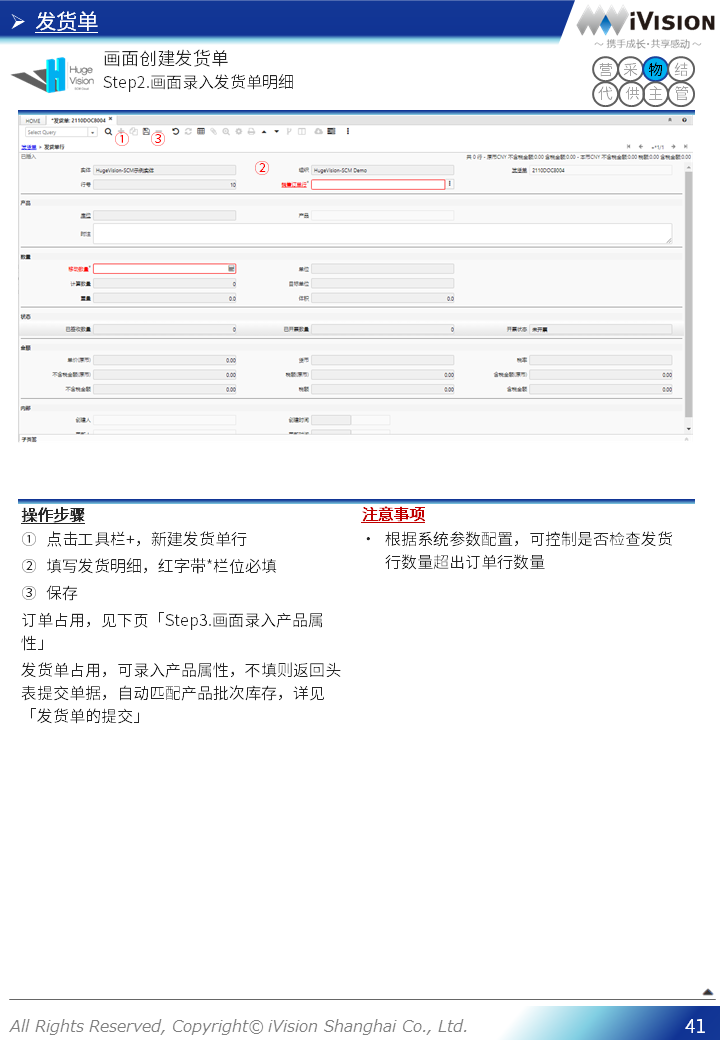 发货单
iVISION
～ 携手成长·共享感动 ～
Huge
Vision
画面创建发货单
Step2.画面录入发货单明细
营 采 物 结
代 供 主 管
HOME *发货单: 2110DOC8004
Select Query
① ③
发送单 > 发货单行
*1/1
已插入
共 0 行 - 原币CNY 不含税金额:0.00 含税金额:0.00 - 本币CNY 不含税金额:0.00 税额:0.00 含税金额:0.00
②
实体 HugeVision-SCM示例实体 组织 HugeVision-SCM Demo 发送单 2110DOC8004
行号 10 销售订单行*
产品
库位 产品
附注
数量
移动数量* 单位
计算数量 0 目标单位
重量 0.0 体积 0.0
状态
已签收数量 0 已开票数量 0 开票状态 未开票
金额
单价(原币) 0.00 货币 税率
不含税金额(原币) 0.00 税额(原币) 0.00 含税金额(原币) 0.00
不含税金额 0.00 税额 0.00 含税金额 0.00
内部
创建人 创建时间
子页面
操作步骤
① 点击工具栏+，新建发货单行
② 填写发货明细，红字带*栏位必填
③ 保存
订单占用，见下页「Step3.画面录入产品属
性」
发货单占用，可录入产品属性，不填则返回头
表提交单据，自动匹配产品批次库存，详见
「发货单的提交」
注意事项
• 根据系统参数配置，可控制是否检查发货
行数量超出订单行数量
All Rights Reserved, Copyright© iVision Shanghai Co., Ltd.
41